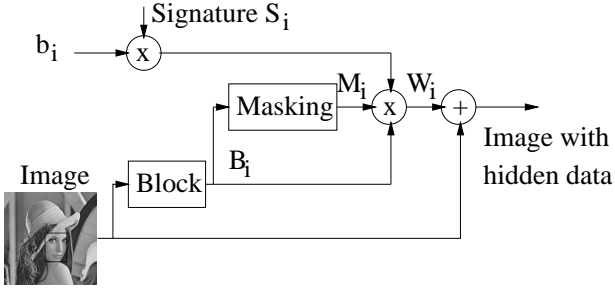 Signature S_i
b_i
x
M_i
W_i
Masking
x
+
B_i
Image with
hidden data
Image
Block